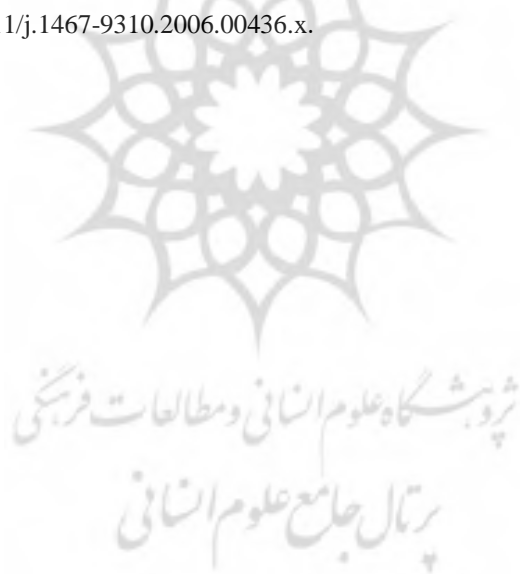 1/j.1467-9310.2006.00436.x.
پژوهشگاه علوم انسانی و مطالعات فرهنگی
پرتال جامع علوم انسانی